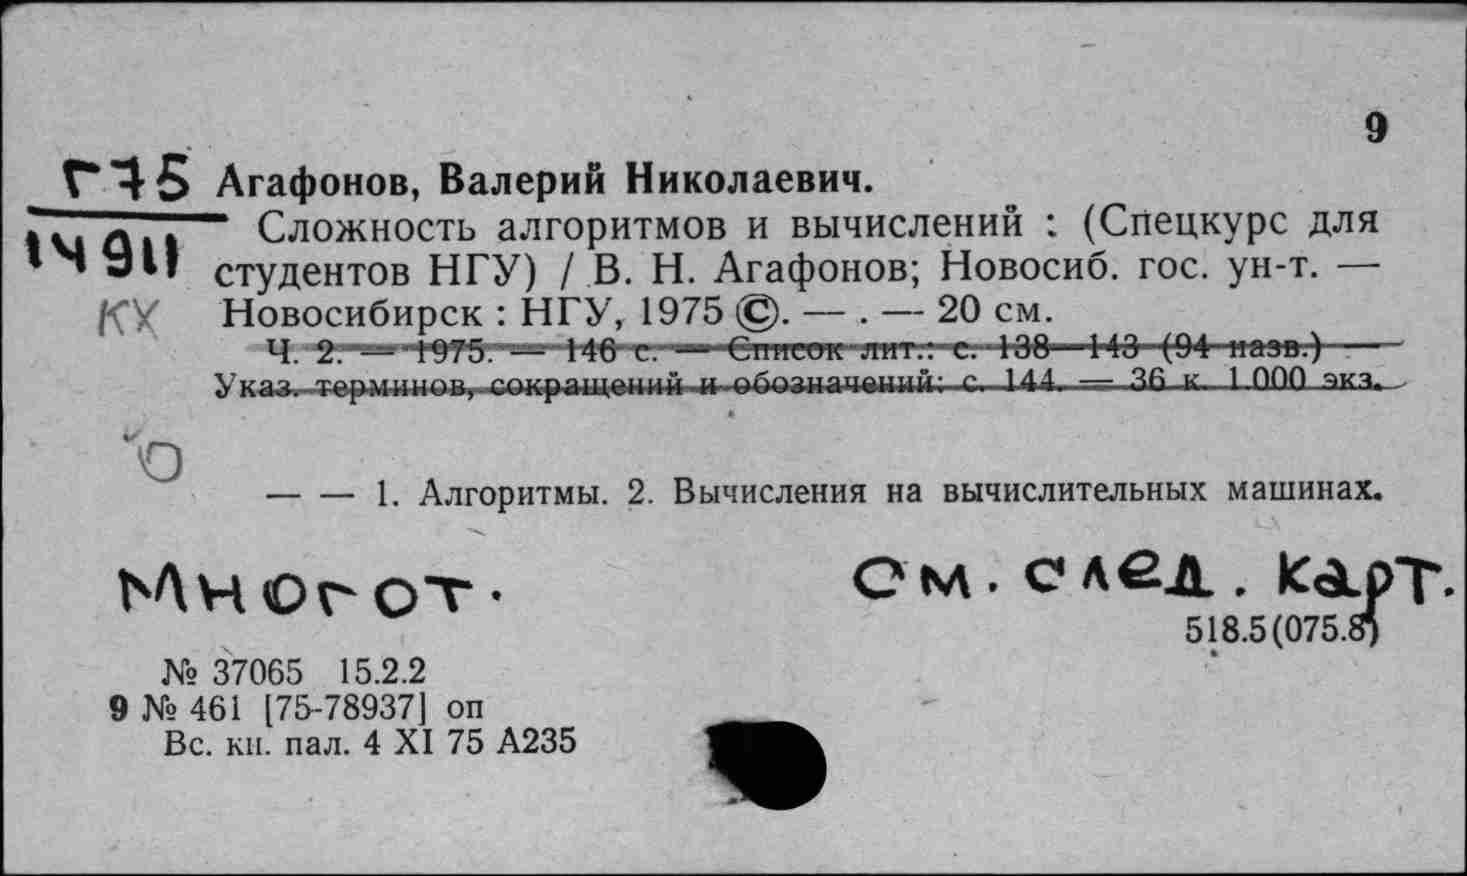 9
Г75 Агафонов, Валерий Николаевич.
14911 Сложность алгоритмов и вычислений : (Спецкурс для
студентов НГУ) / В. Н. Агафонов; Новосиб. гос. ун-т. —
КХ Новосибирск : НГУ, 1975 ©. — . — 20 см.
Ч. 2. — 1975. — 146 с. — Список лит.: с. 138—143 (94 назв.) —
Указ. терминов, сокращений и обозначений: с. 144. — 36 к. 1.000 экз.
О
— — 1. Алгоритмы. 2. Вычисления на вычислительных машинах.
Многот. См. след. карт.
518.5(075.8)
№ 37065 15.2.2
9 № 461 [75-78937] оп
Вс. кн. пал. 4 XI 75 А235